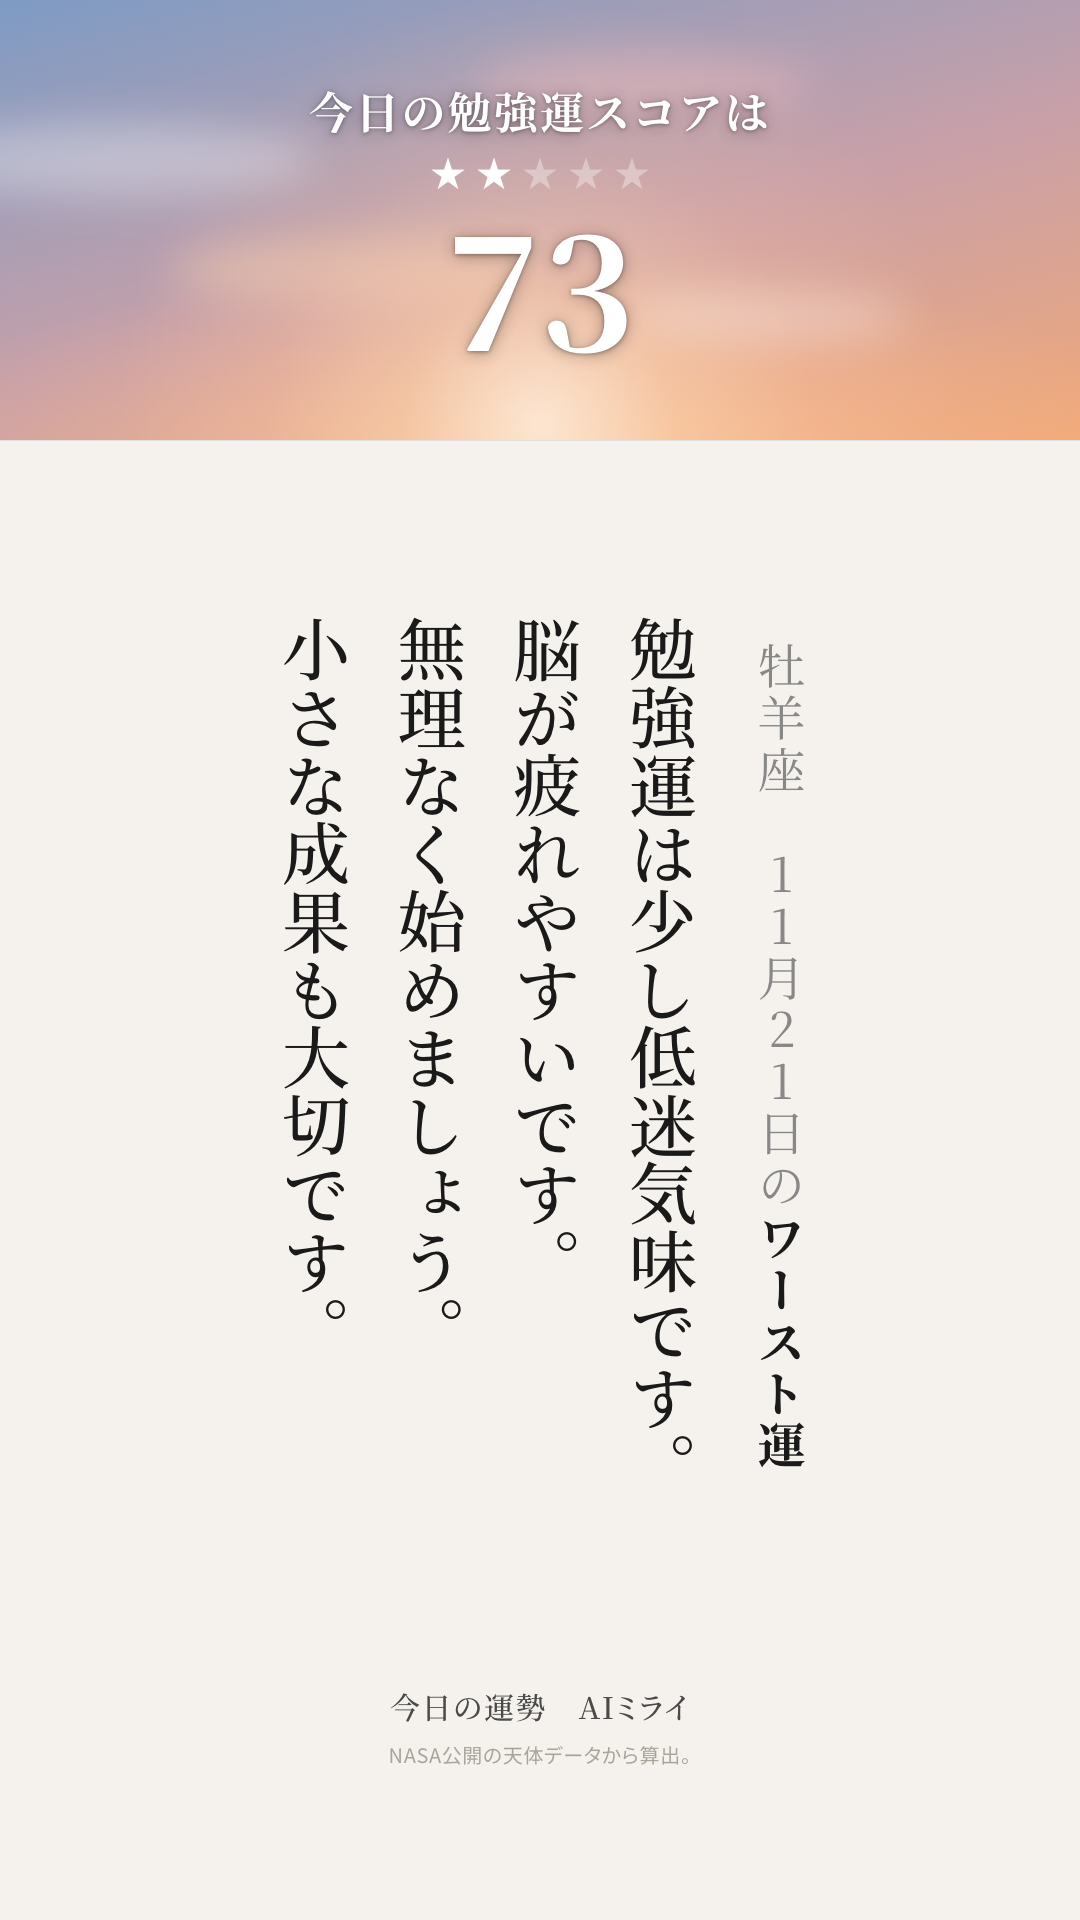 今日の勉強運スコアは
★★★★★
73
牡羊座　11月21日のワースト運
勉強運は少し低迷気味です。
脳が疲れやすいです。
無理なく始めましょう。
小さな成果も大切です。
今日の運勢　AIミライ
NASA公開の天体データから算出。